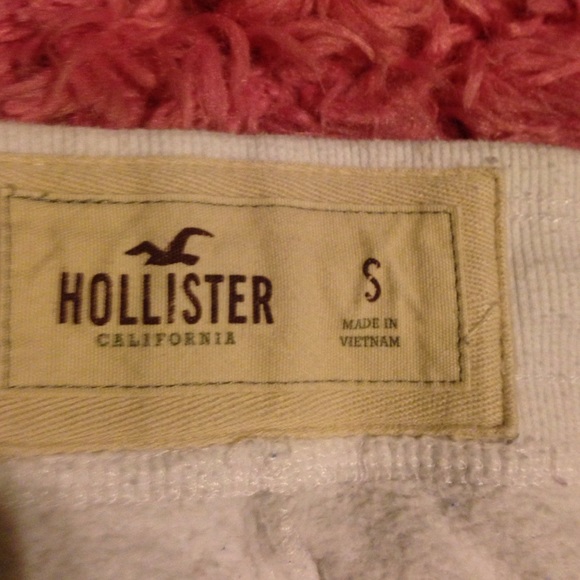 HOLLISTER
CALIFORNIA
S
MADE IN
VIETNAM